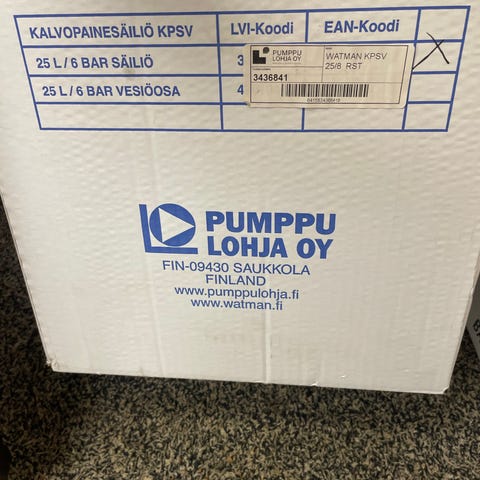 KALVOPAINESÄILIÖ KPSV LVI-Koodi EAN-Koodi
25 L / 6 BAR SÄILIÖ 3
25 L / 6 BAR VESIÖOSA 4
PUMPPU
LOHJA OY
WATMAN KPSV
25/8 RST
3436841
PUMPPU
LOHJA OY
FIN-09430 SAUKKOLA
FINLAND
www.pumppulohja.fi
www.watman.fi